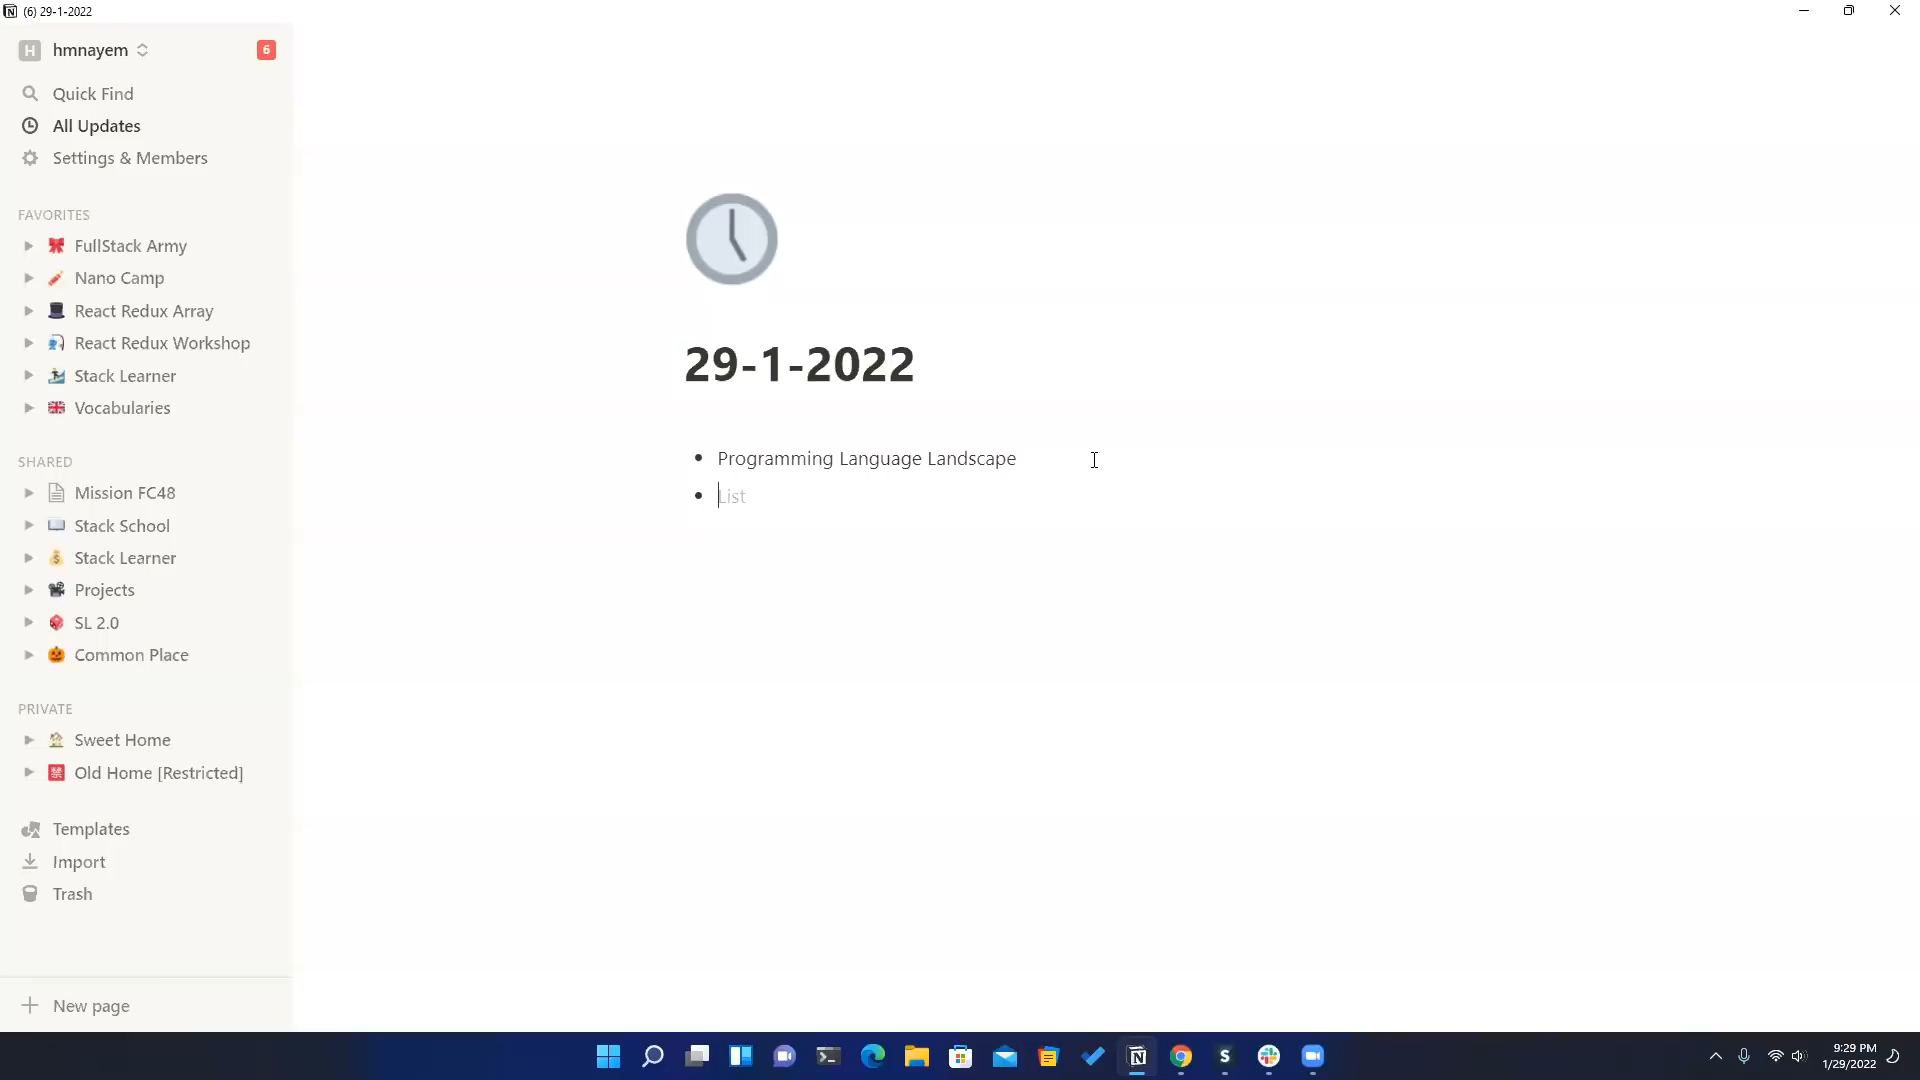 (6) 29-1-2022
H hmnayem 6
Quick Find
All Updates
Settings & Members
FAVORITES
FullStack Army
Nano Camp
React Redux Array
React Redux Workshop
Stack Learner
Vocabularies
SHARED
Mission FC48
Stack School
Stack Learner
Projects
SL 2.0
Common Place
PRIVATE
Sweet Home
Old Home [Restricted]
Templates
Import
Trash
New page
29-1-2022
• Programming Language Landscape
• List
9:29 PM
1/29/2022